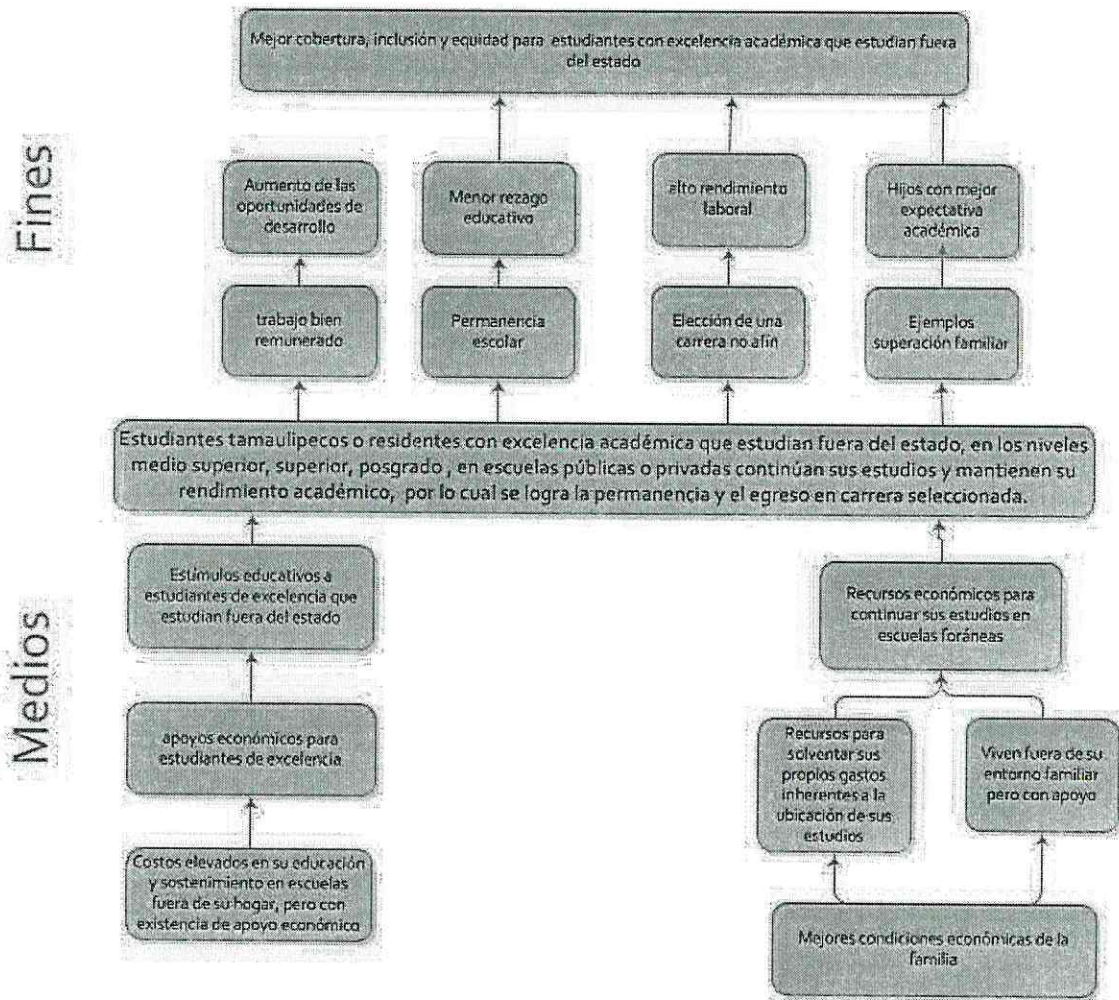 Mejor cobertura, inclusión y equidad para estudiantes con excelencia académica que estudian fuera
del estado
Fines
Aumento de las
oportunidades de
desarrollo
Menor rezago
educativo
alto rendimiento
laboral
Hijos con mejor
expectativa
académica
trabajo bien
remunerado
Permanencia
escolar
Elección de una
carrera no afín
Ejemplos
superación familiar
Estudiantes tamaulipecos o residentes con excelencia académica que estudian fuera del estado, en los niveles
medio superior, superior, posgrado , en escuelas públicas o privadas continúan sus estudios y mantienen su
rendimiento académico, por lo cual se logra la permanencia y el egreso en carrera seleccionada.
Medios
Estímulos educativos a
estudiantes de excelencia que
estudian fuera del estado
apoyos económicos para
estudiantes de excelencia
Costos elevados en su educación
y sostenimiento en escuelas
fuera de su hogar, pero con
existencia de apoyo económico
Recursos económicos para
continuar sus estudios en
escuelas foráneas
Recursos para
solventar sus
propios gastos
inherentes a la
ubicación de sus
estudios
Viven fuera de su
entorno familiar
pero con apoyo
Mejores condiciones económicas de la
familia